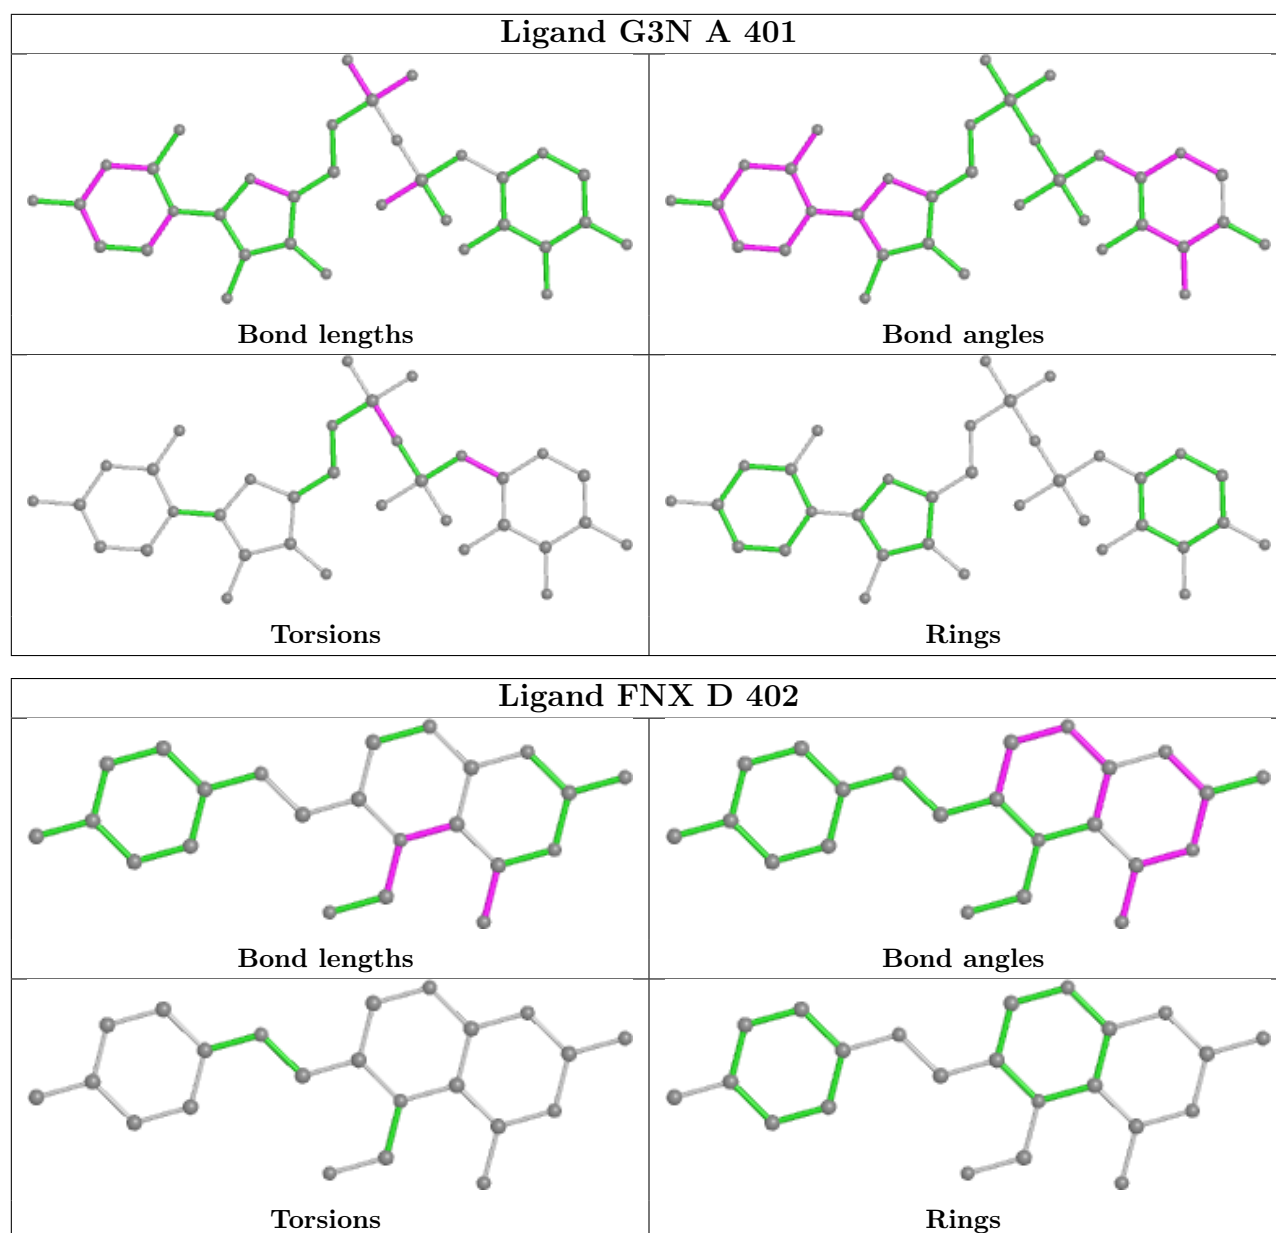 Ligand G3N A 401
Bond lengths
Bond angles
Torsions
Rings
Ligand FNX D 402
Bond lengths
Bond angles
Torsions
Rings